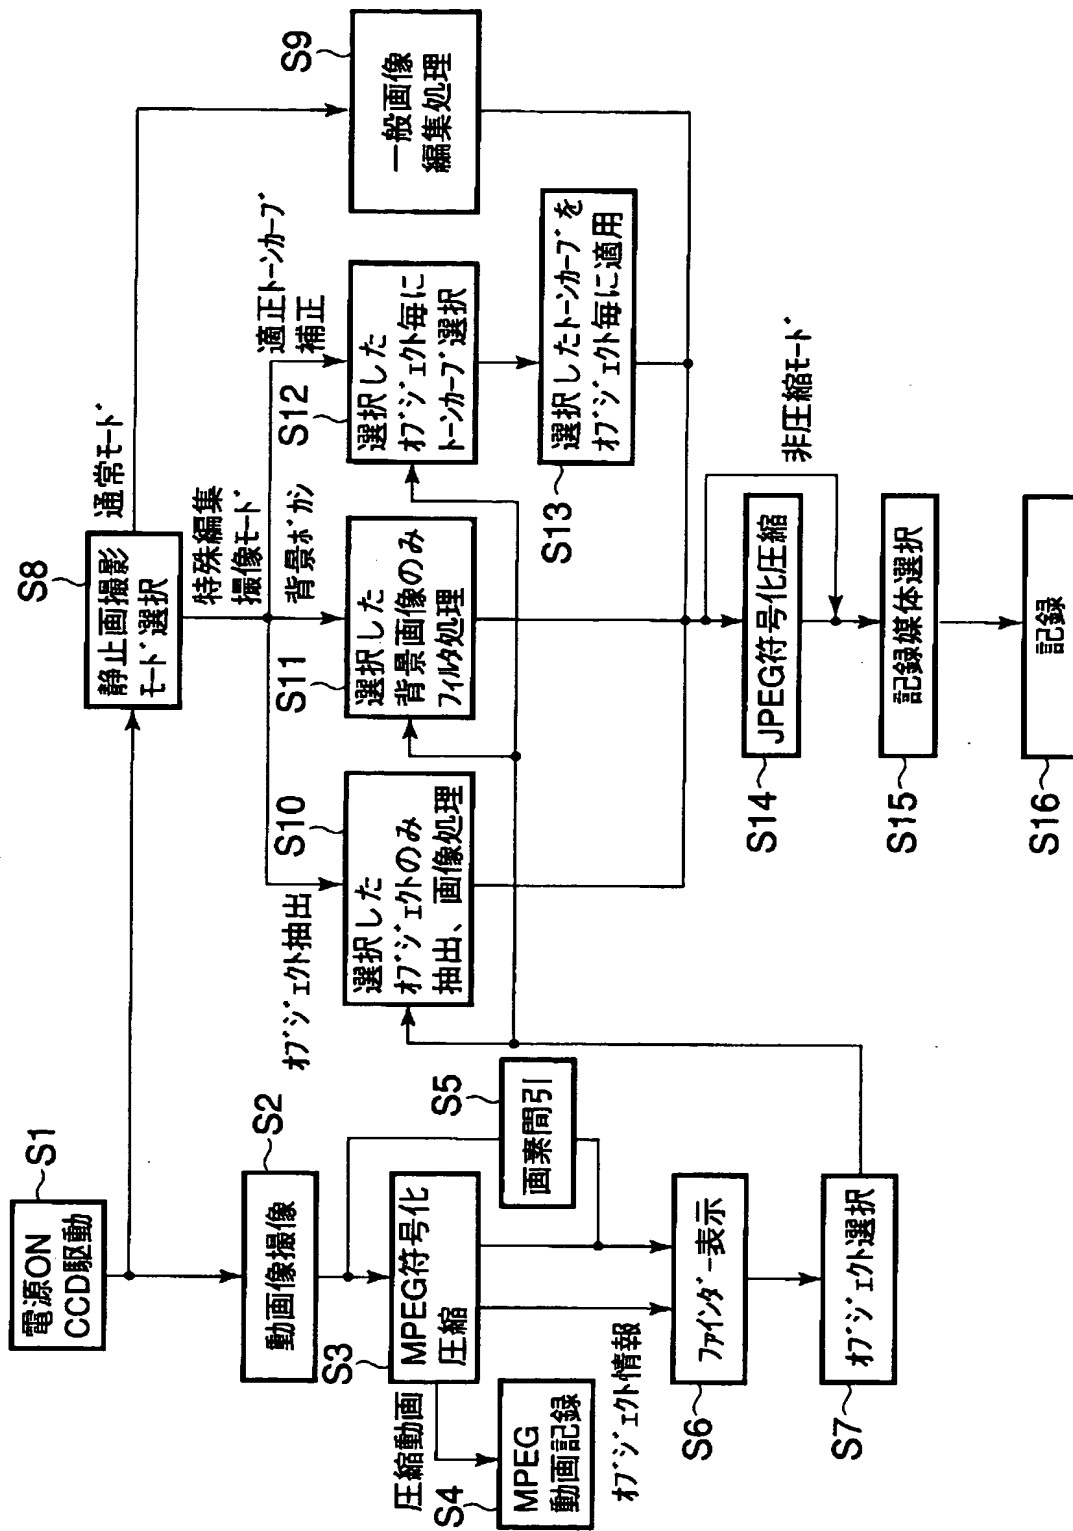 S1
電源ON
CCD駆動
S2
動画像撮像
S3
MPEG符号化
圧縮
圧縮動画
S4
MPEG
動画記録
S5
画素間引
オブジェクト情報
S6
ファインダー表示
S7
オブジェクト選択
S8
静止画撮影
モード選択
通常モード
特殊編集
撮像モード
S9
一般画像
編集処理
オブジェクト抽出
S10
選択した
オブジェクトのみ
抽出、画像処理
背景ボカシ
S11
選択した
背景画像のみ
フィルタ処理
適正トーンカーブ
補正
S12
選択した
オブジェクト毎に
トーンカーブ選択
S13
選択したトーンカーブを
オブジェクト毎に適用
非圧縮モード
S14
JPEG符号化圧縮
S15
記録媒体選択
S16
記録